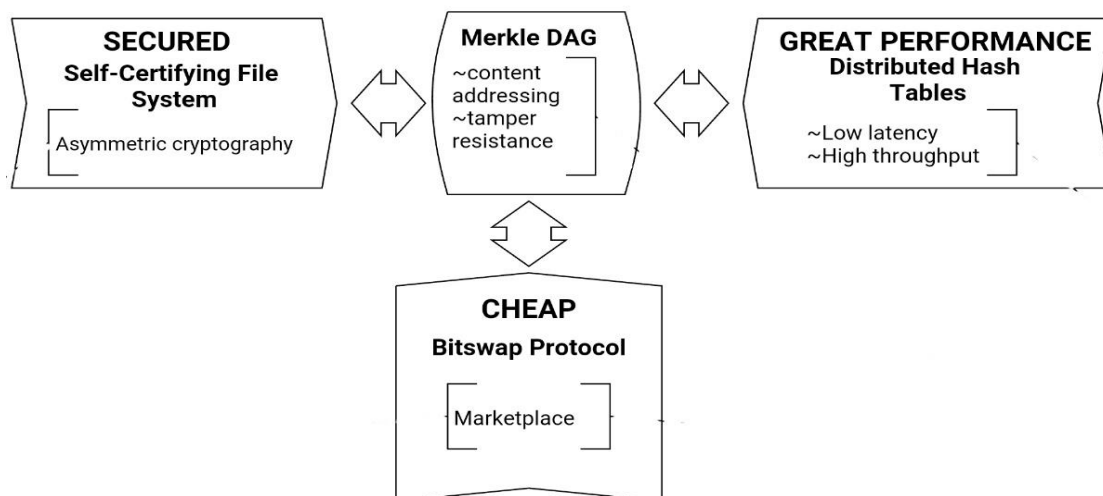 SECURED
Self-Certifying File
System
Asymmetric cryptography
Merkle DAG
~content
addressing
~tamper
resistance
GREAT PERFORMANCE
Distributed Hash
Tables
~Low latency
~High throughput
CHEAP
Bitswap Protocol
Marketplace